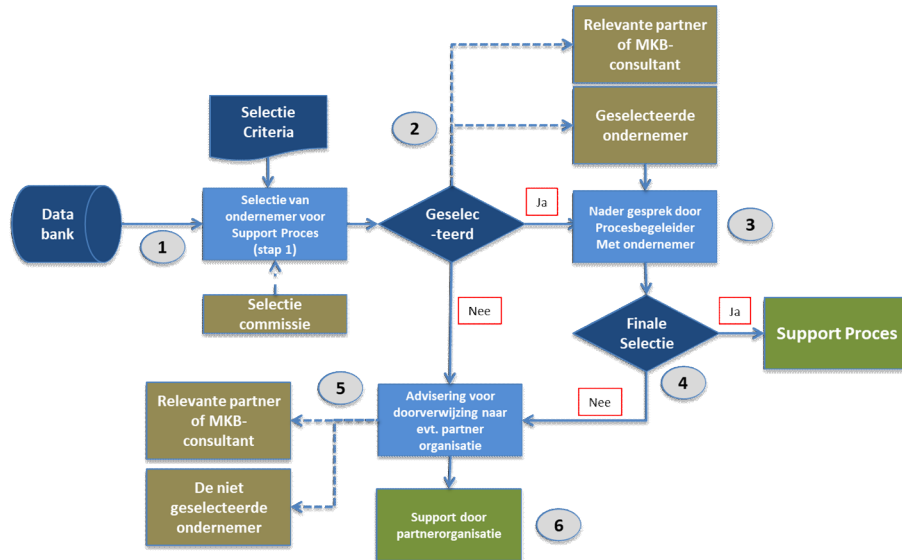 Relevante partner
of MKB-
consultant
Selectie
Criteria
2
Geselecteerde
ondernemer
Data
bank
1
Selectie van
ondernemer voor
Support Proces
(stap 1)
Geselec
-teerd
Ja
Nader gesprek door
Procesbegeleider
Met ondernemer
3
Selectie
commissie
Nee
Finale
Selectie
Ja
Support Proces
4
5
Relevante partner
of MKB-
consultant
Advisering voor
doorverwijzing naar
evt. partner
organisatie
Nee
De niet
geselecteerde
ondernemer
Support door
partnerorganisatie
6